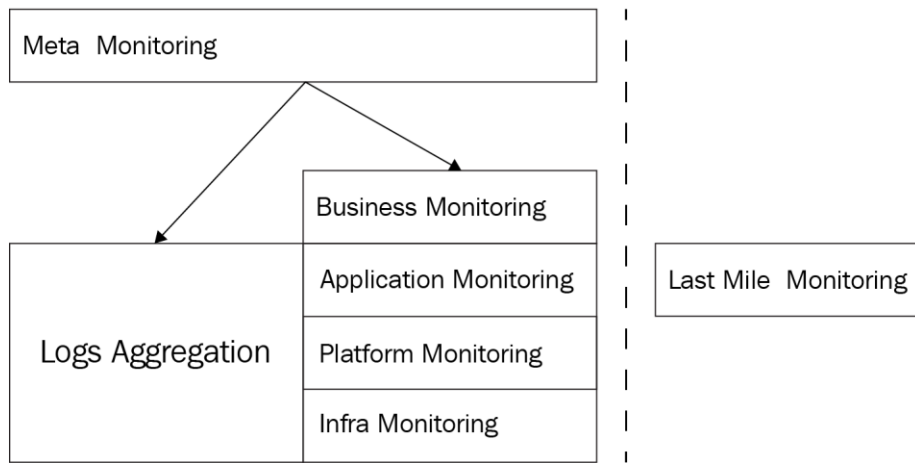 Meta Monitoring
Business Monitoring
Application Monitoring
Last Mile Monitoring
Logs Aggregation
Platform Monitoring
Infra Monitoring